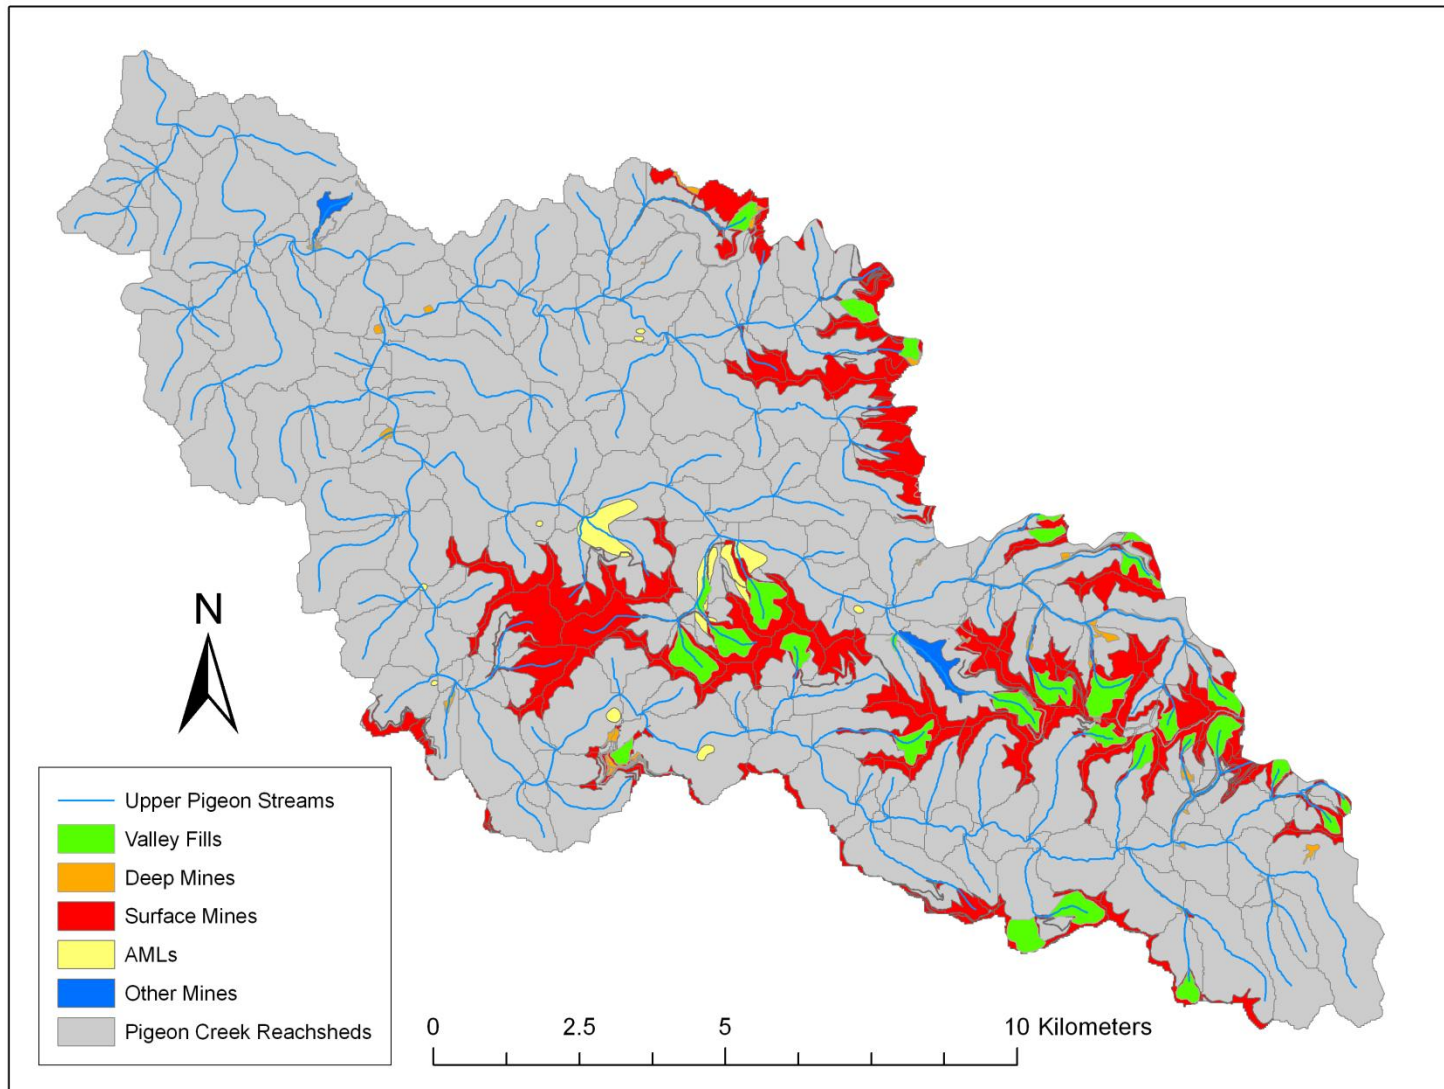 N
Upper Pigeon Streams
Valley Fills
Deep Mines
Surface Mines
AMLs
Other Mines
Pigeon Creek Reachsheds
0 2.5 5 10 Kilometers